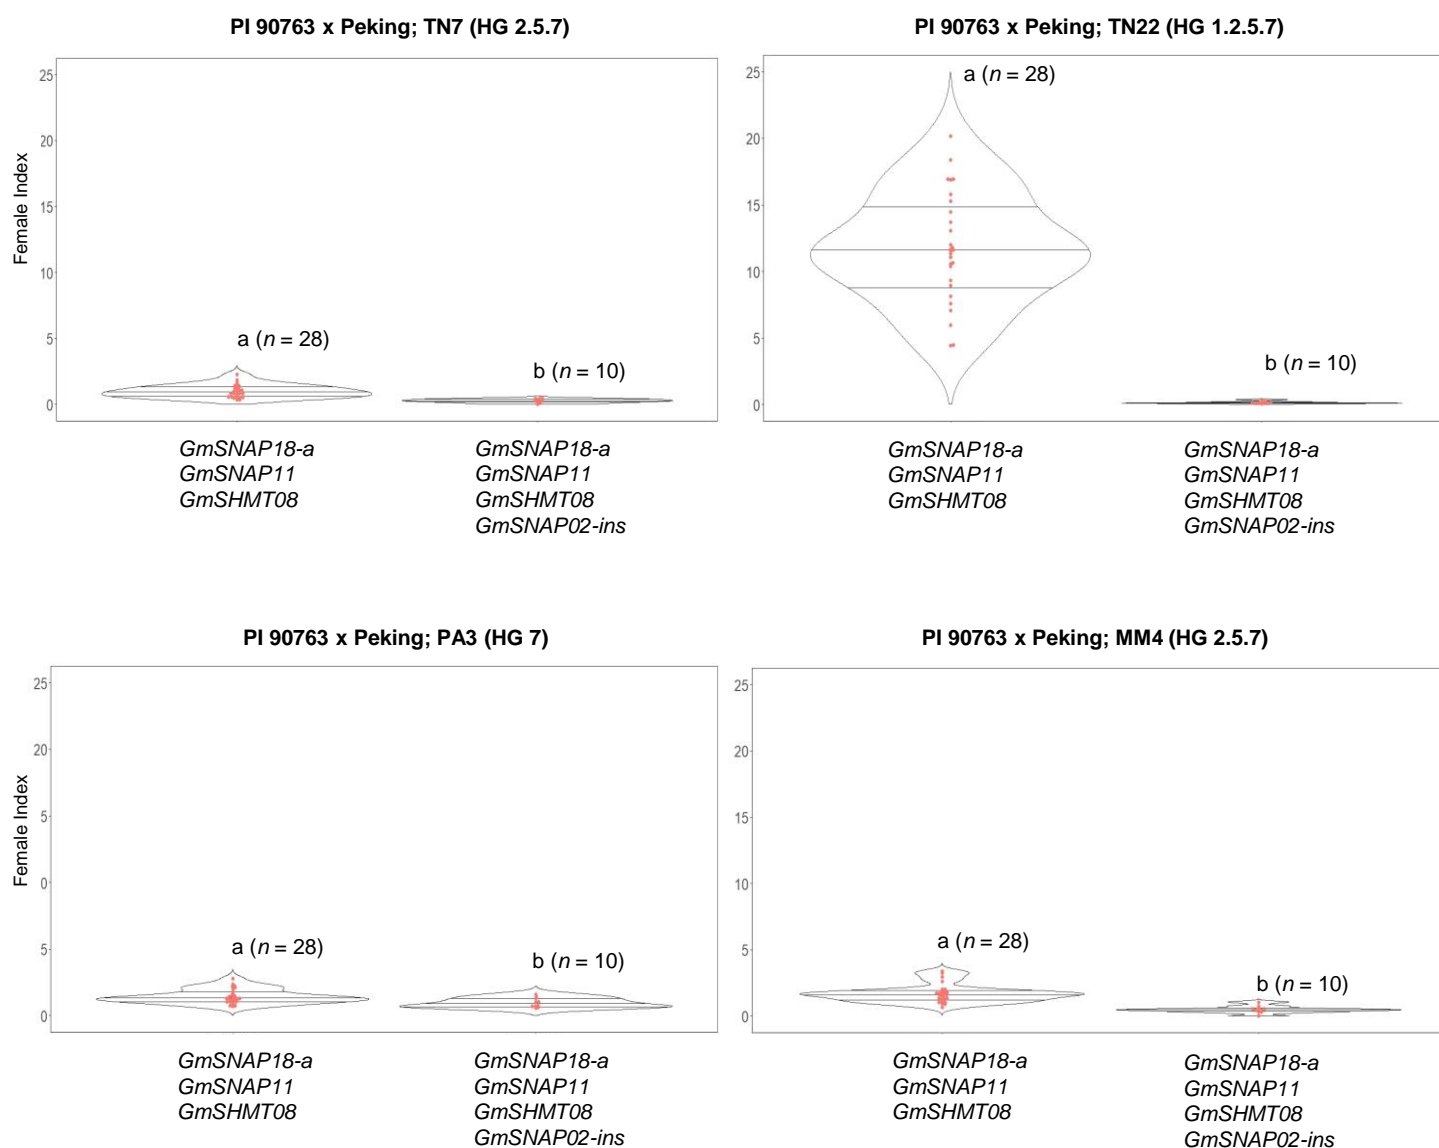 PI 90763 x Peking; TN7 (HG 2.5.7)
25
20
15
10
5
0
Female Index
a (n = 28)
b (n = 10)
GmSNAP18-a
GmSNAP11
GmSHMT08
GmSNAP18-a
GmSNAP11
GmSHMT08
GmSNAP02-ins
PI 90763 x Peking; TN22 (HG 1.2.5.7)
25
20
15
10
5
0
a (n = 28)
b (n = 10)
GmSNAP18-a
GmSNAP11
GmSHMT08
GmSNAP18-a
GmSNAP11
GmSHMT08
GmSNAP02-ins
PI 90763 x Peking; PA3 (HG 7)
25
20
5
0
5
0
Female Index
a (n = 28)
b (n = 10)
GmSNAP18-a
GmSNAP11
GmSHMT08
GmSNAP18-a
GmSNAP11
GmSHMT08
GmSNAP02-ins
PI 90763 x Peking; MM4 (HG 2.5.7)
25
20
15
10
5
0
a (n = 28)
b (n = 10)
GmSNAP18-a
GmSNAP11
GmSHMT08
GmSNAP18-a
GmSNAP11
GmSHMT08
GmSNAP02-ins